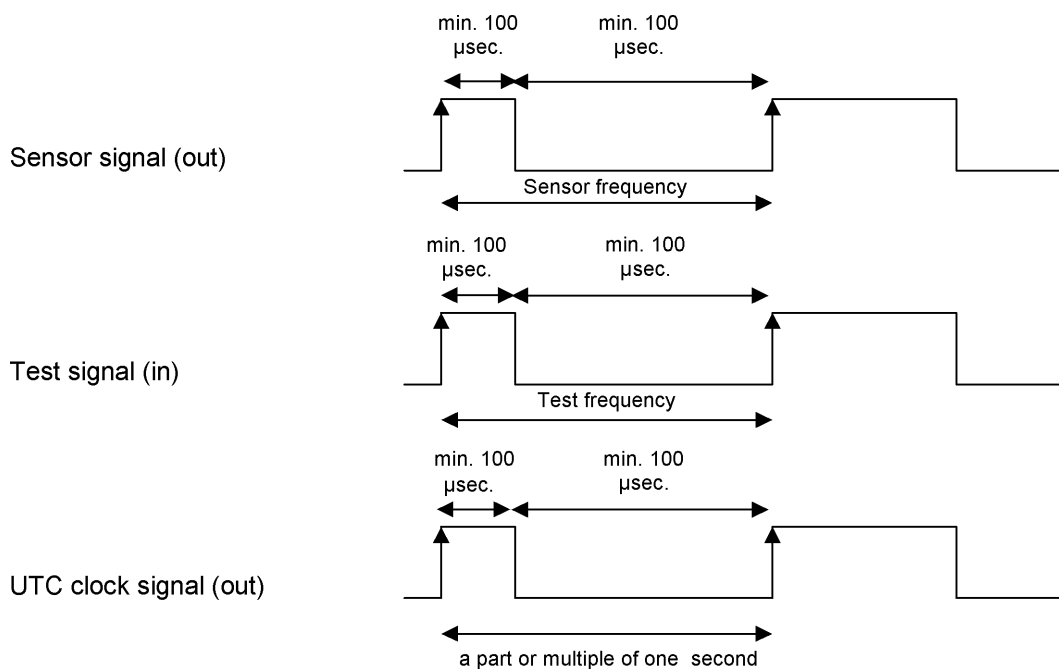 min. 100
µsec.
min. 100
µsec.
Sensor signal (out)
Sensor frequency
min. 100
µsec.
min. 100
µsec.
Test signal (in)
Test frequency
min. 100
µsec.
min. 100
µsec.
UTC clock signal (out)
a part or multiple of one second